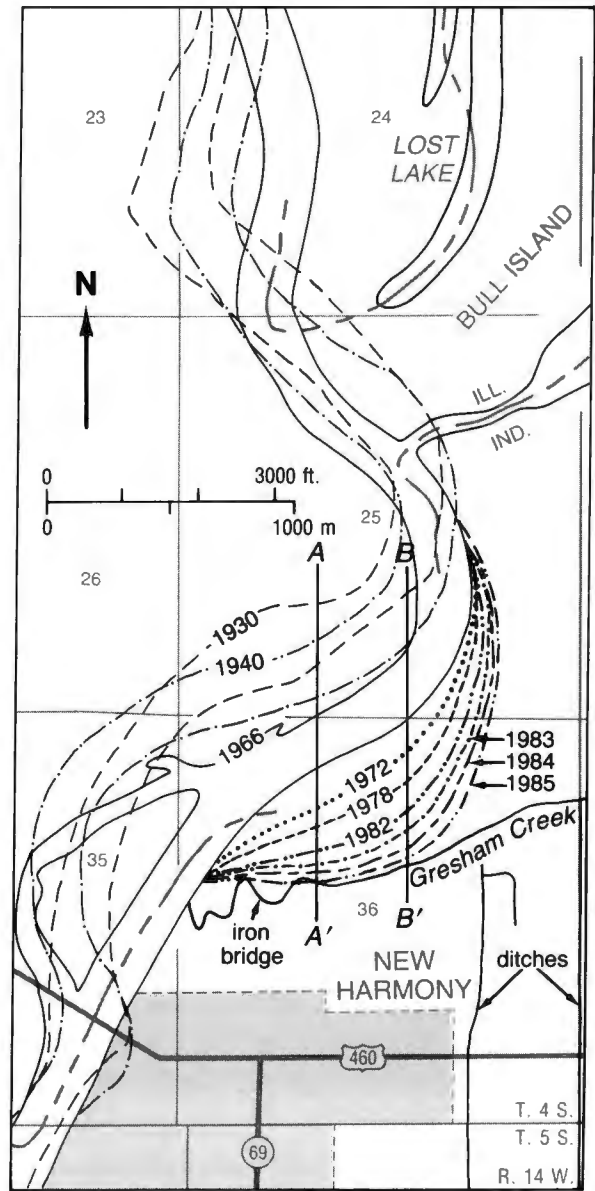 23
24
LOST
LAKE
BULL ISLAND
N
ILL.
IND.
0 3000 ft.
0 1000 m
25
A B
26
1930
1940
1966
1972
1978
1982
1983
1984
1985
Gresham Creek
35
36
iron
bridge
A' B'
NEW
HARMONY
ditches
460
69
T. 4 S.
T. 5 S.
R. 14 W.